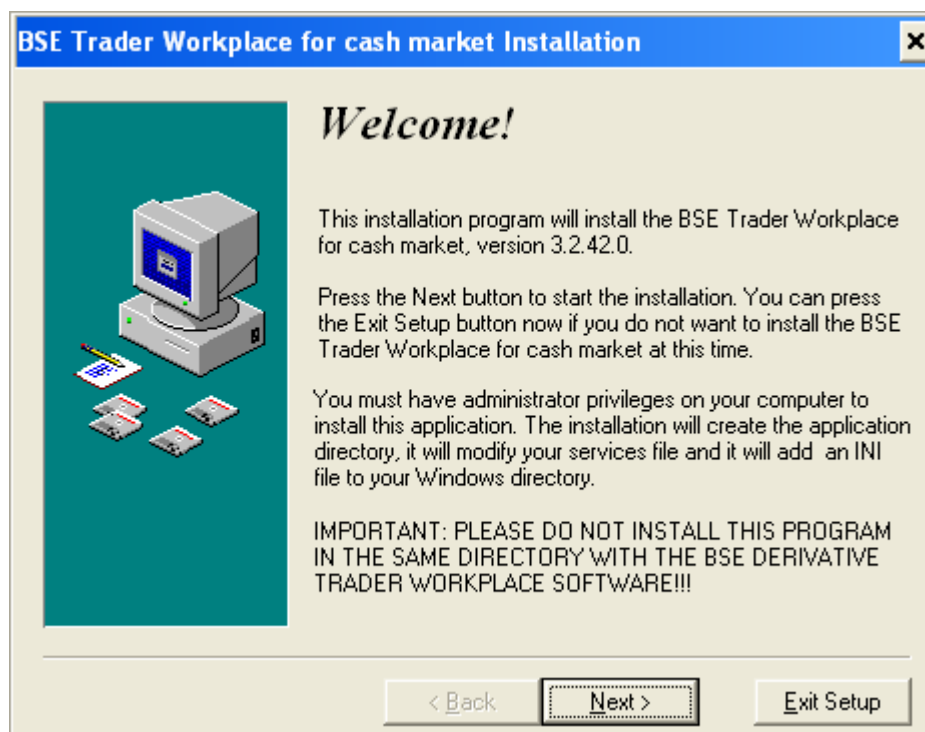 BSE Trader Workplace for cash market Installation
Welcome!
This installation program will install the BSE Trader Workplace
for cash market, version 3.2.42.0.
Press the Next button to start the installation. You can press
the Exit Setup button now if you do not want to install the BSE
Trader Workplace for cash market at this time.
You must have administrator privileges on your computer to
install this application. The installation will create the application
directory, it will modify your services file and it will add  an INI
file to your Windows directory.
IMPORTANT: PLEASE DO NOT INSTALL THIS PROGRAM
IN THE SAME DIRECTORY WITH THE BSE DERIVATIVE
TRADER WORKPLACE SOFTWARE!!!
< Back Next > Exit Setup